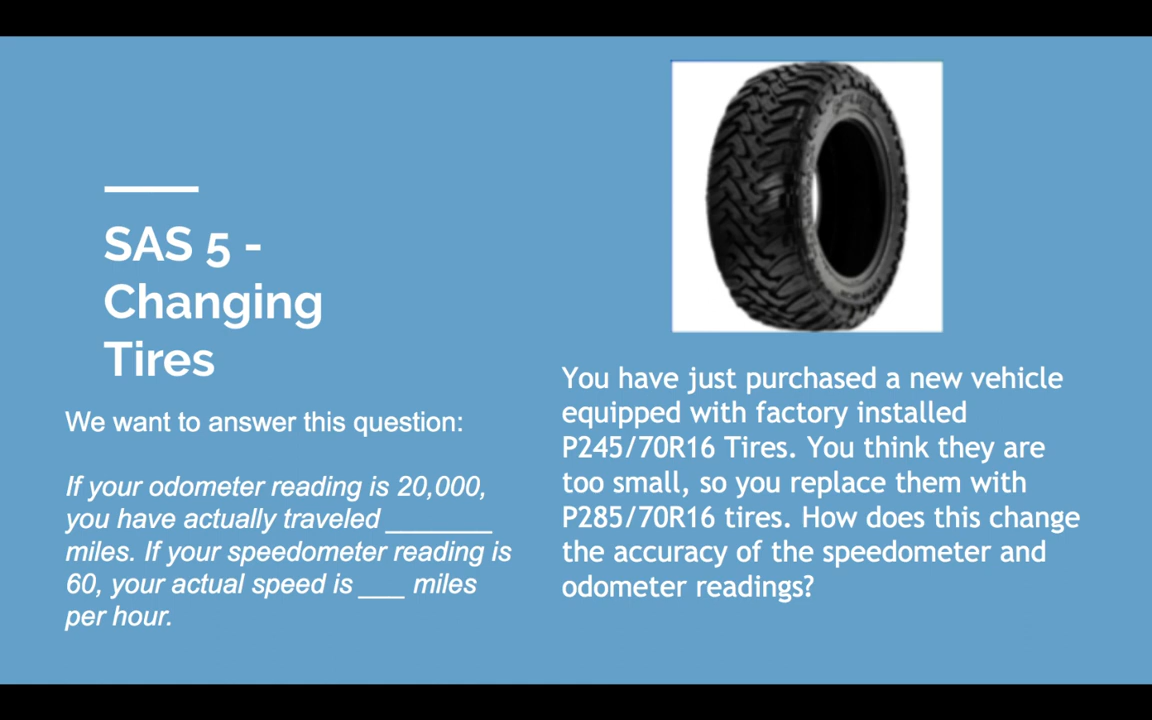 SAS 5 -
Changing
Tires
We want to answer this question:
If your odometer reading is 20,000,
you have actually traveled _______
miles. If your speedometer reading is
60, your actual speed is ___ miles
per hour.
You have just purchased a new vehicle
equipped with factory installed
P245/70R16 Tires. You think they are
too small, so you replace them with
P285/70R16 tires. How does this change
the accuracy of the speedometer and
odometer readings?